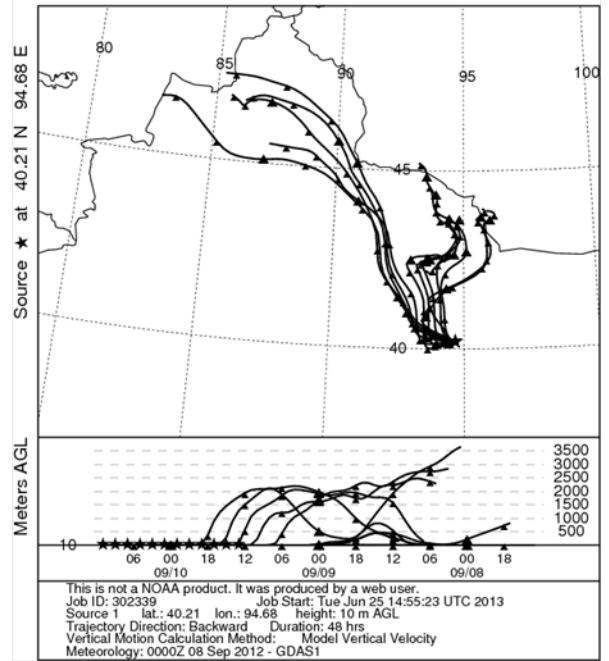 80
85
90
95
100
45
40
Source ★ at 40.21 N 94.68 E
Meters AGL
3500
3000
2500
2000
1500
1000
500
10
06 00 18 12 06 00 18 12 06 00 18
09/10 09/09 09/08
This is not a NOAA product. It was produced by a web user.
Job ID: 302339 Job Start: Tue Jun 25 14:55:23 UTC 2013
Source 1 lat.: 40.21 lon.: 94.68 height: 10 m AGL
Trajectory Direction: Backward Duration: 48 hrs
Vertical Motion Calculation Method: Model Vertical Velocity
Meteorology: 0000Z 08 Sep 2012 - GDAS1